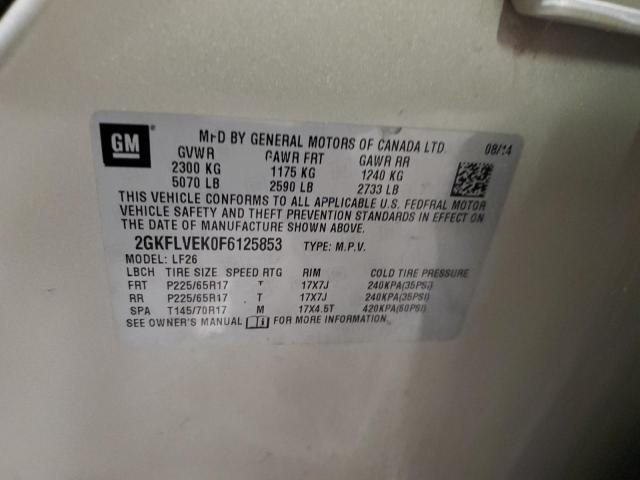 GM
MFD BY GENERAL MOTORS OF CANADA LTD. 08/14
GVWR GAWR FRT GAWR RR
2300 KG 1175 KG 1240 KG
5070 LB 2590 LB 2733 LB
THIS VEHICLE CONFORMS TO ALL APPLICABLE U.S. FEDERAL MOTOR
VEHICLE SAFETY AND THEFT PREVENTION STANDARDS IN EFFECT ON
THE DATE OF MANUFACTURE SHOWN ABOVE.
2GKFLVEK0F6125853 TYPE: M.P.V.
MODEL: LF26
LBCH TIRE SIZE SPEED RTG RIM COLD TIRE PRESSURE
FRT P225/65R17 T 17X7J 240KPA(35PSI)
RR P225/65R17 T 17X7J 240KPA(35PSI)
SPA T145/70R17 M 17X4.5T 420KPA(60PSI)
SEE OWNER'S MANUAL FOR MORE INFORMATION.